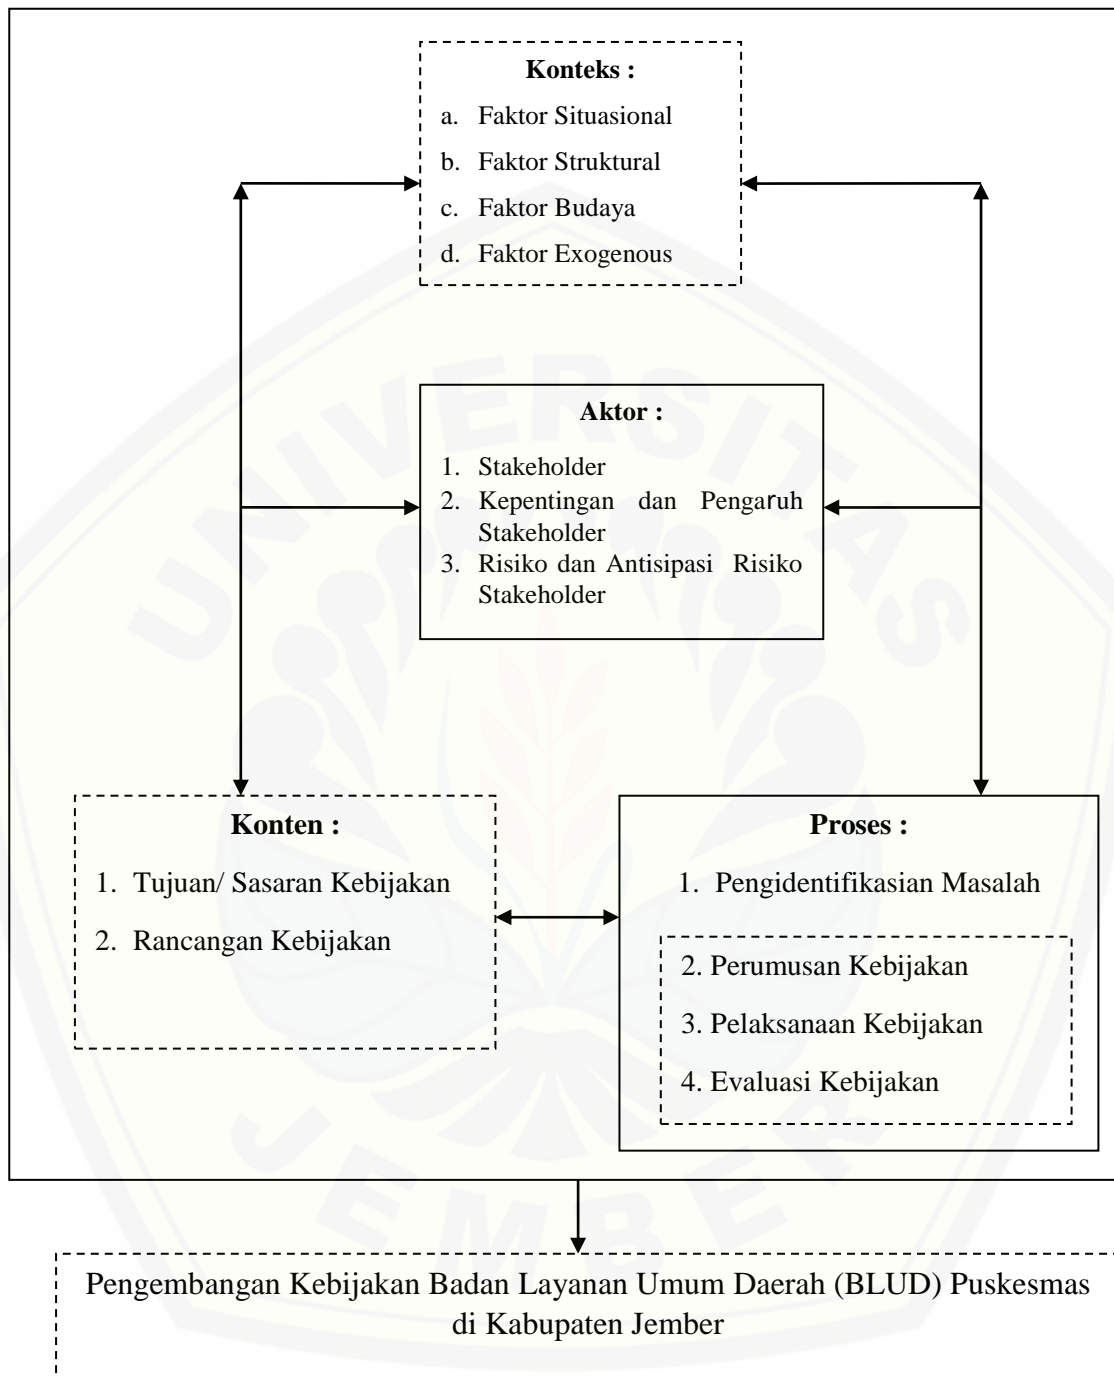 Konteks :
a. Faktor Situasional
b. Faktor Struktural
c. Faktor Budaya
d. Faktor Exogenous
Aktor :
1. Stakeholder
2. Kepentingan dan Pengaruh
Stakeholder
3. Risiko dan Antisipasi Risiko
Stakeholder
Konten :
1. Tujuan/ Sasaran Kebijakan
2. Rancangan Kebijakan
Proses :
1. Pengidentifikasian Masalah
2. Perumusan Kebijakan
3. Pelaksanaan Kebijakan
4. Evaluasi Kebijakan
Pengembangan Kebijakan Badan Layanan Umum Daerah (BLUD) Puskesmas
di Kabupaten Jember
UNIVERSITAS
JEMBER